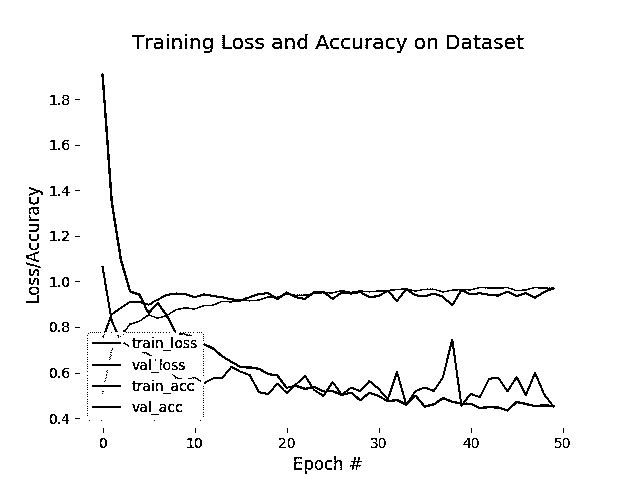 Training Loss and Accuracy on Dataset
Loss/Accuracy
1.8
1.6
1.4
1.2
1.0
0.8
0.6
0.4
train_loss
val_loss
train_acc
val_acc
0 10 20 30 40 50
Epoch #